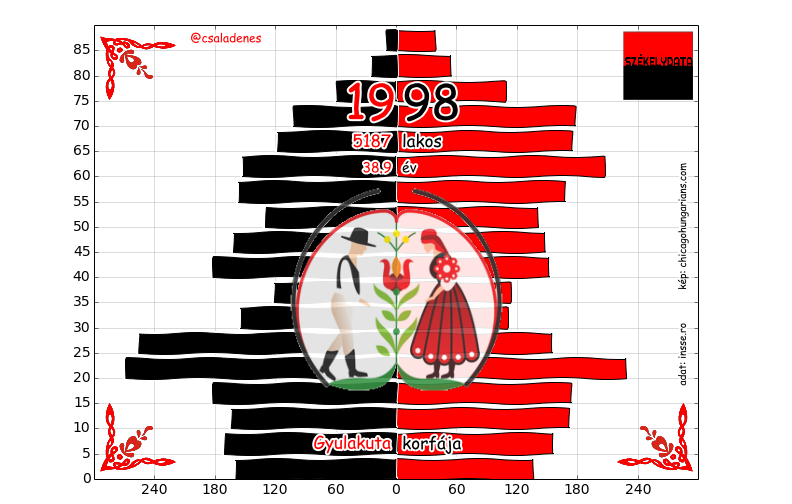 @csaladenes
SZÉKELYDATA
1998
5187 lakos
38.9 év
Gyulakuta korfája
kép: chicagohungarians.com
adat: insse.ro
85
80
75
70
65
60
55
50
45
40
35
30
25
20
15
10
5
0
240 180 120 60 0 60 120 180 240